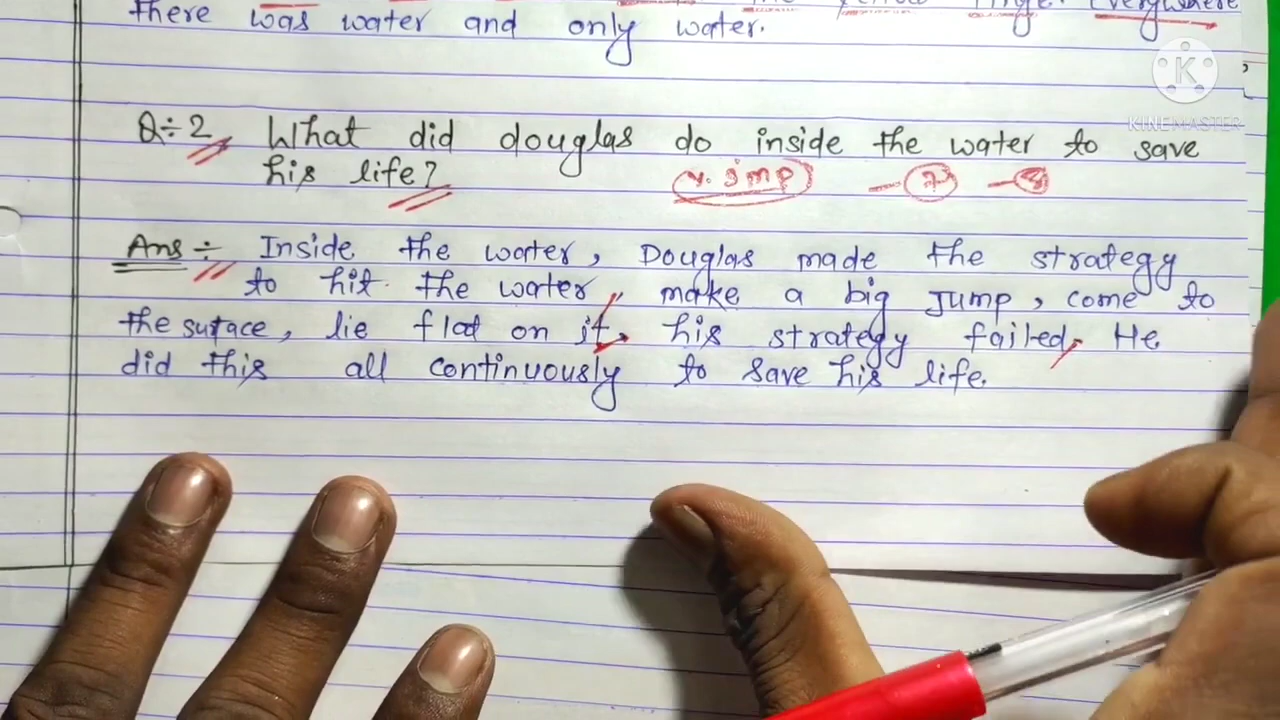 there was water and only water.
KINEMASTER
Q÷2 What did douglas do inside the water to save
his life?
v. imp
Ans÷ Inside the water, Douglas made the strategy
to hit the water, make a big Jump, come to
the suface, lie flat on it, his strategy failed, He
did this all continuously to save his life.